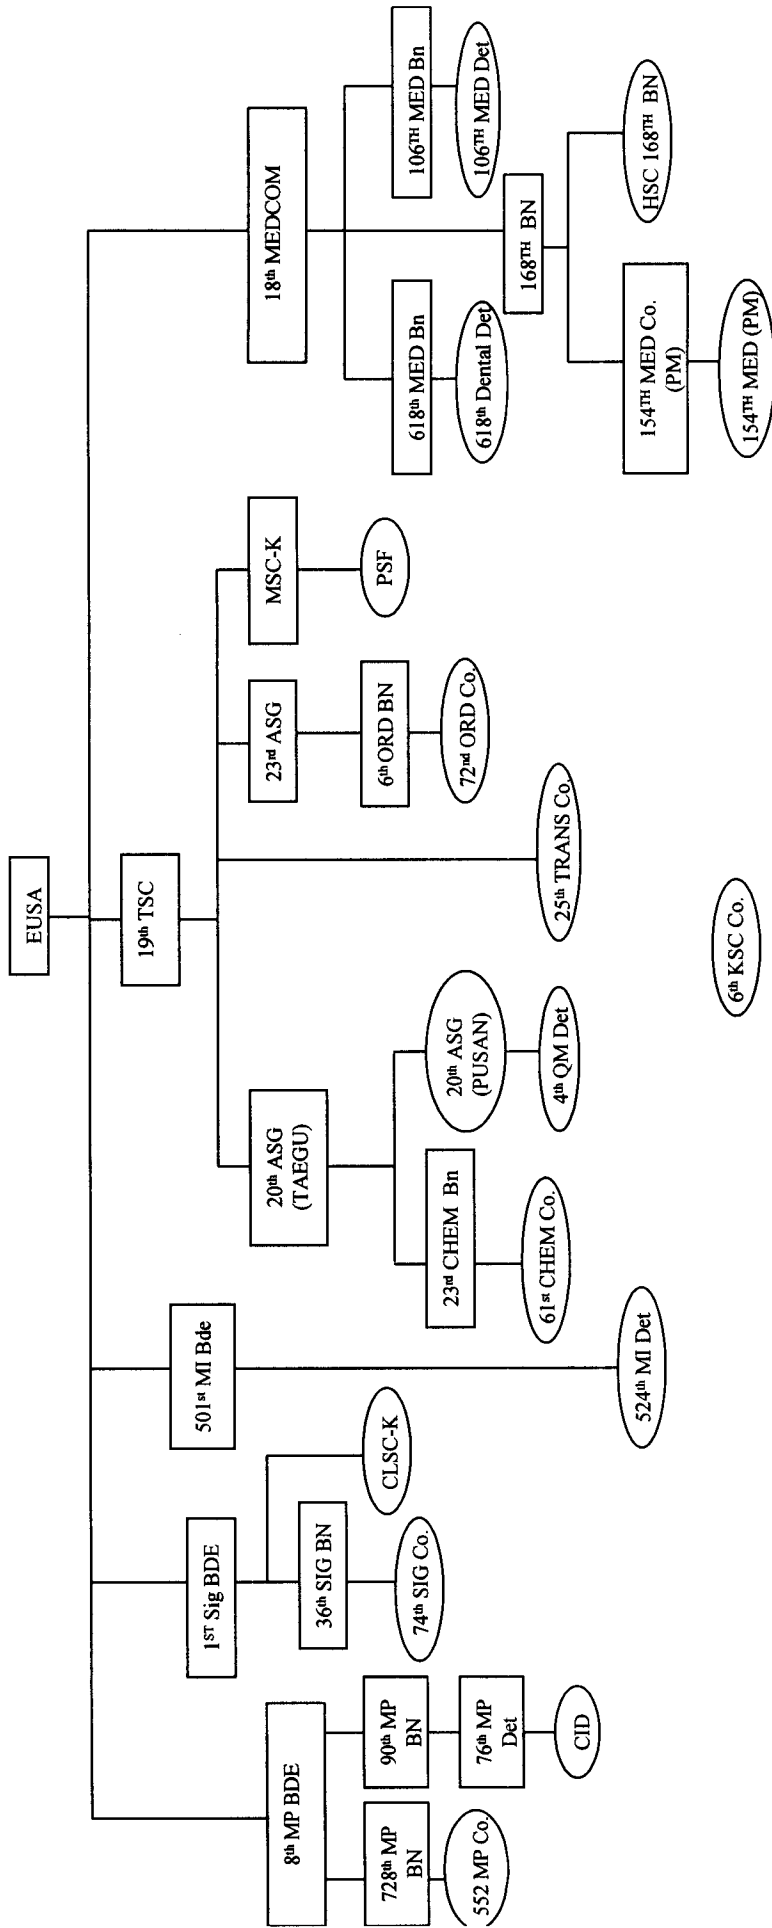 EUSA
8th MP BDE
1ST Sig BDE
501st MI Bde
19th TSC
18th MEDCOM
728th MP
BN
552 MP Co.
90th MP
BN
76th MP
Det
CID
36th SIG BN
74th SIG Co.
CLSC-K
524th MI Det
20th ASG
(TAEGU)
23rd CHEM Bn
61st CHEM Co.
20th ASG
(PUSAN)
4th QM Det
25th TRANS Co.
23rd ASG
6th ORD BN
72nd ORD Co.
MSC-K
PSF
618th MED Bn
618th Dental Det
106TH MED Bn
106TH MED Det
168TH BN
154TH MED Co.
(PM)
154TH MED (PM)
HSC 168TH BN
6th KSC Co.